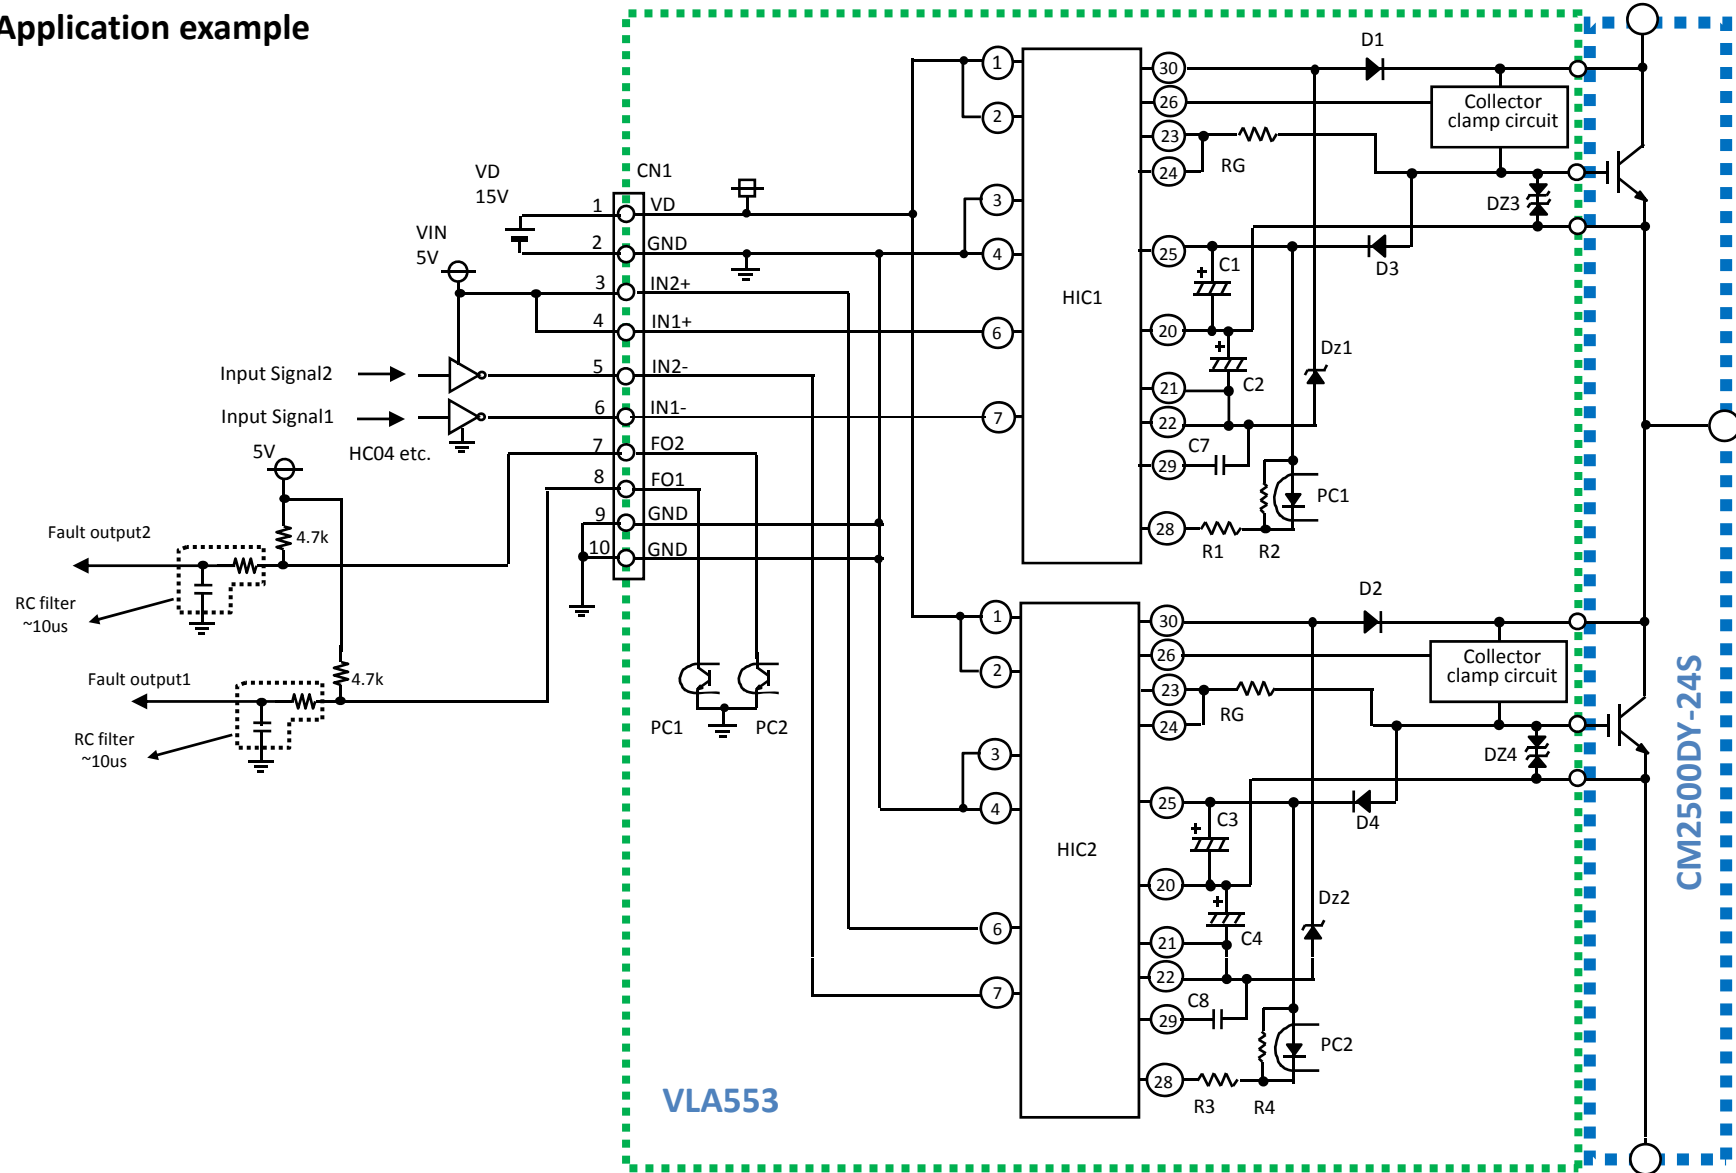 Application example
VD
15V
VIN
5V
CN1
1
VD
2
GND
3
IN2+
4
IN1+
5
IN2-
6
IN1-
7
FO2
8
FO1
9
GND
10
GND
Input Signal2
Input Signal1
HC04 etc.
5V
4.7k
Fault output2
RC filter
~10us
4.7k
Fault output1
RC filter
~10us
PC1
PC2
VLA553
HIC1
1
2
3
4
6
7
30
26
23
24
25
20
21
22
29
28
D1
Collector
clamp circuit
RG
DZ3
D3
C1
+
C2
+
Dz1
C7
PC1
R1
R2
HIC2
1
2
3
4
6
7
30
26
23
24
25
20
21
22
29
28
D2
Collector
clamp circuit
RG
DZ4
D4
C3
+
C4
+
Dz2
C8
PC2
R3
R4
CM2500DY-24S